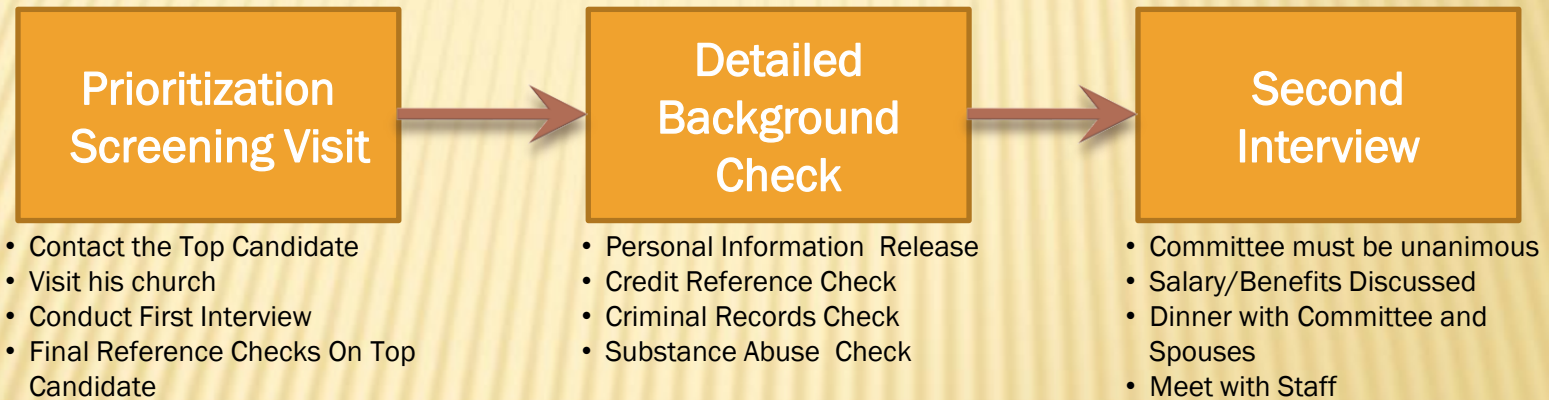 Prioritization
Screening Visit
• Contact the Top Candidate
• Visit his church
• Conduct First Interview
• Final Reference Checks On Top
Candidate
Detailed
Background
Check
• Personal Information Release
• Credit Reference Check
• Criminal Records Check
• Substance Abuse Check
Second
Interview
• Committee must be unanimous
• Salary/Benefits Discussed
• Dinner with Committee and
Spouses
• Meet with Staff